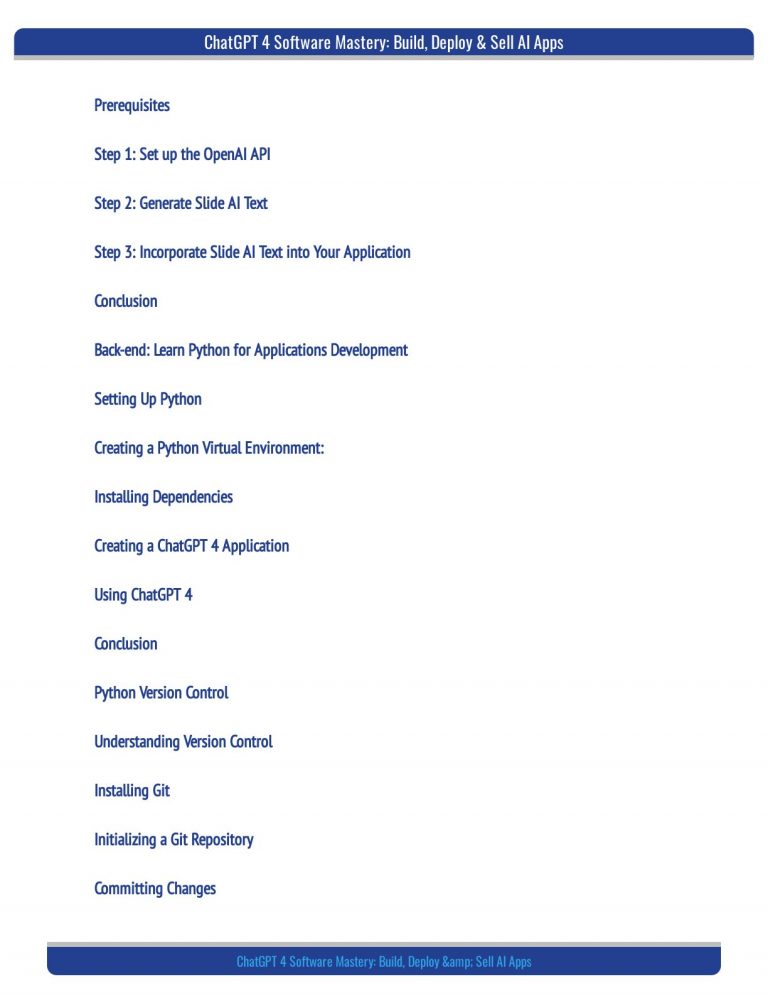 ChatGPT 4 Software Mastery: Build, Deploy & Sell AI Apps
Prerequisites
Step 1: Set up the OpenAI API
Step 2: Generate Slide AI Text
Step 3: Incorporate Slide AI Text into Your Application
Conclusion
Back-end: Learn Python for Applications Development
Setting Up Python
Creating a Python Virtual Environment:
Installing Dependencies
Creating a ChatGPT 4 Application
Using ChatGPT 4
Conclusion
Python Version Control
Understanding Version Control
Installing Git
Initializing a Git Repository
Committing Changes
ChatGPT 4 Software Mastery: Build, Deploy &amp; Sell AI Apps